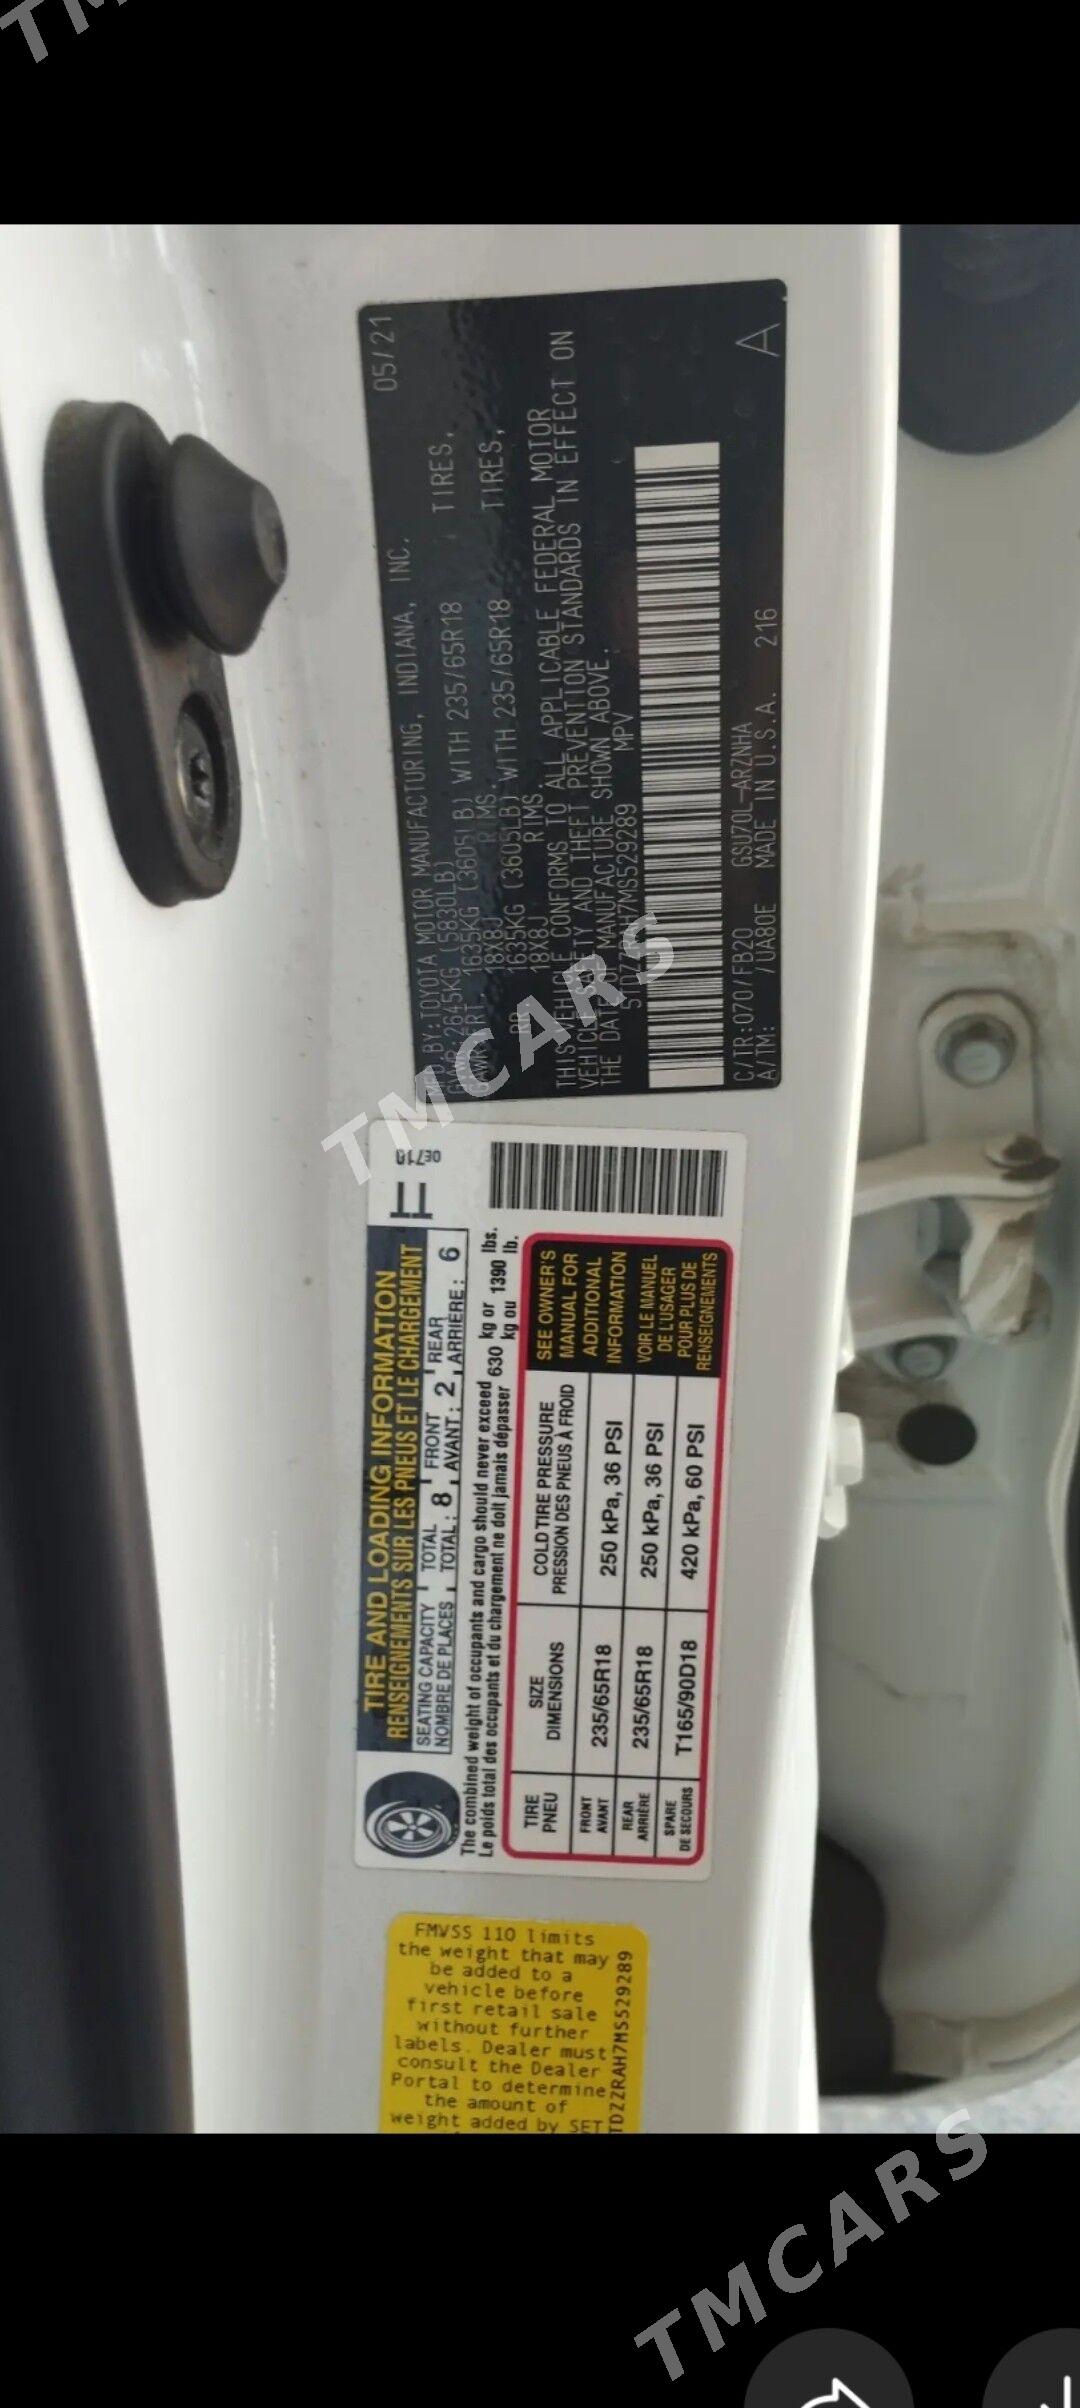 TMCARS
05/21
MFD.BY:TOYOTA MOTOR MANUFACTURING, INDIANA, INC.
GVWR:2645KG (5830LB)
GAWR FRT. 1635KG (3605LB) WITH 235/65R18 TIRES,
18X8J RIMS.
RR. 1635KG (3605LB) WITH 235/65R18 TIRES,
18X8J RIMS.
THIS VEHICLE CONFORMS TO ALL APPLICABLE FEDERAL MOTOR
VEHICLE SAFETY AND THEFT PREVENTION STANDARDS IN EFFECT ON
THE DATE OF MANUFACTURE SHOWN ABOVE.
MPV
C/TR:070/FB20 GSU70L-ARZNHA
A/TM: /UA80E MADE IN U.S.A. 216
A
TMCARS
0E710
TIRE AND LOADING INFORMATION
RENSEIGNEMENTS SUR LES PNEUS ET LE CHARGEMENT
SEATING CAPACITY TOTAL FRONT REAR
NOMBRE DE PLACES TOTAL: 8 AVANT: 2 ARRIÈRE: 6
The combined weight of occupants and cargo should never exceed 630 kg or 1390 lbs.
Le poids total des occupants et du chargement ne doit jamais dépasser kg ou lb.
TIRE SIZE COLD TIRE PRESSURE
PNEU DIMENSIONS PRESSION DES PNEUS À FROID
FRONT AVANT 235/65R18 250 kPa, 36 PSI
REAR ARRIÈRE 235/65R18 250 kPa, 36 PSI
SPARE DE SECOURS T165/90D18 420 kPa, 60 PSI
SEE OWNER'S
MANUAL FOR
ADDITIONAL
INFORMATION
VOIR LE MANUEL
DE L'USAGER
POUR PLUS DE
RENSEIGNEMENTS
FMVSS 110 limits
the weight that may
be added to a
vehicle before
first retail sale
without further
labels. Dealer must
consult the Dealer
Portal to determine
the amount of
weight added by SET
TDZZRAH7MS529289
TMCARS